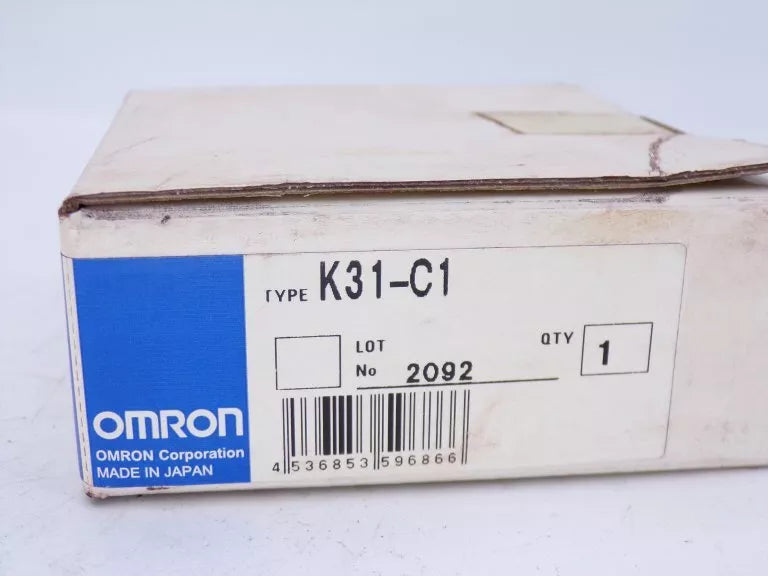 TYPE K31-C1
LOT
No 2092
QTY 1
4 536853 596866
OMRON
OMRON Corporation
MADE IN JAPAN